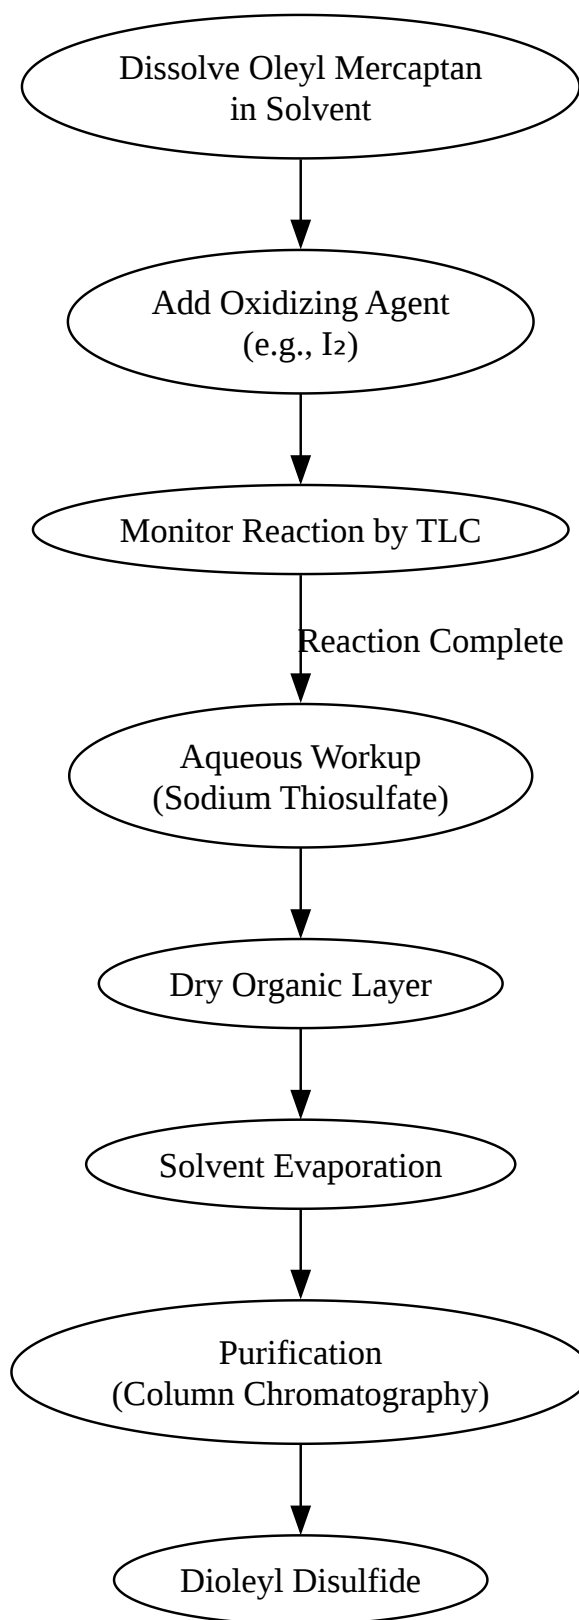 Dissolve Oleyl Mercaptan
in Solvent
Add Oxidizing Agent
(e.g., I₂)
Monitor Reaction by TLC
Reaction Complete
Aqueous Workup
(Sodium Thiosulfate)
Dry Organic Layer
Solvent Evaporation
Purification
(Column Chromatography)
Dioleyl Disulfide